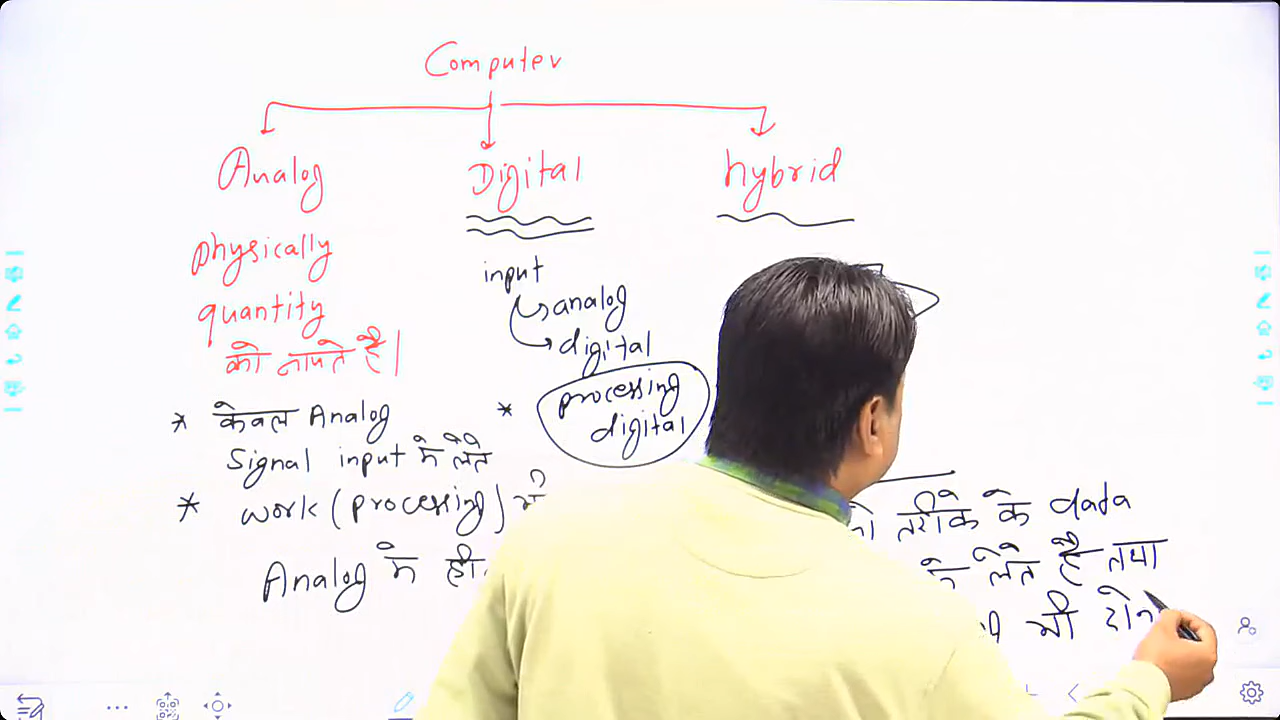 Computer
Analog Digital hybrid
physically
quantity
को नापते है।
* केवल Analog
Signal input मे लेते
* work (processing) भी
Analog मे ही
input
analog
digital
* processing
digital
तरीके के data
मे लेते है तथा
भी